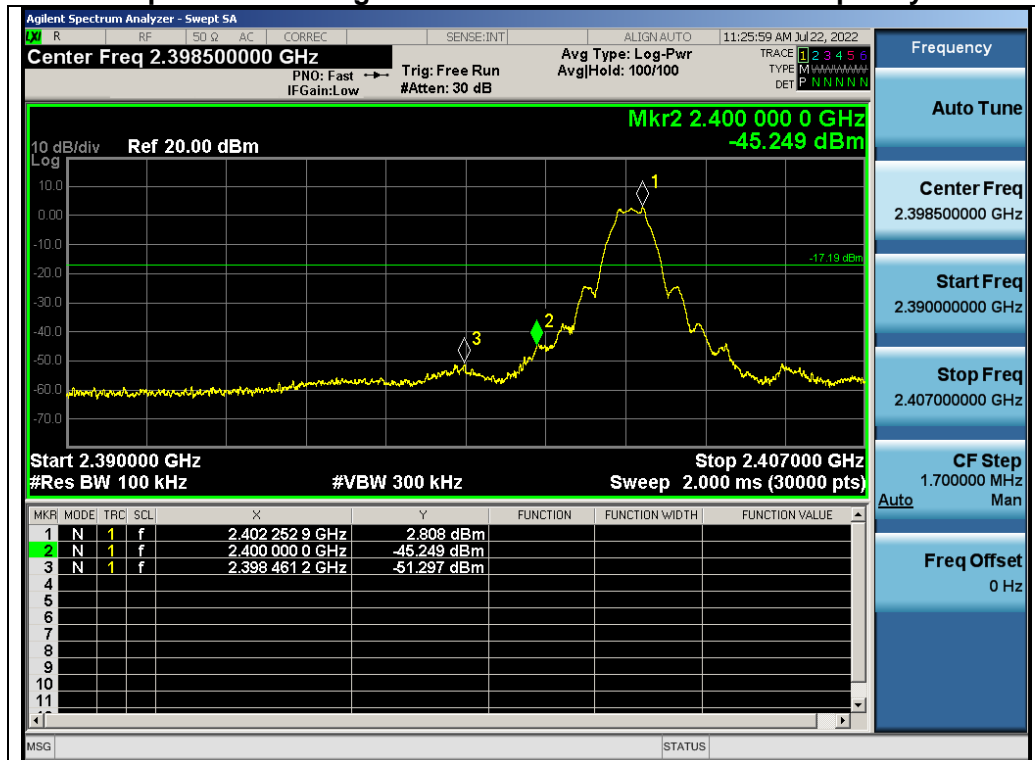 Agilent Spectrum Analyzer - Swept SA
LXI R RF 50 Ω AC CORREC SENSE:INT ALIGN AUTO 11:25:59 AM Jul 22, 2022
Center Freq 2.398500000 GHz
PNO: Fast
IFGain:Low
Trig: Free Run
#Atten: 30 dB
Avg Type: Log-Pwr
Avg|Hold: 100/100
TRACE 1 2 3 4 5 6
TYPE M
DET P N N N N N
Mkr2 2.400 000 0 GHz
-45.249 dBm
10 dB/div Ref 20.00 dBm
Log
10.0
0.00
-10.0
-20.0
-30.0
-40.0
-50.0
-60.0
-70.0
1
-17.19 dBm
2
3
Start 2.390000 GHz Stop 2.407000 GHz
#Res BW 100 kHz #VBW 300 kHz Sweep 2.000 ms (30000 pts)
MKR MODE TRC SCL X Y FUNCTION FUNCTION WIDTH FUNCTION VALUE
1 N 1 f 2.402 252 9 GHz 2.808 dBm
2 N 1 f 2.400 000 0 GHz -45.249 dBm
3 N 1 f 2.398 461 2 GHz -51.297 dBm
4
5
6
7
8
9
10
11
MSG STATUS
Frequency
Auto Tune
Center Freq
2.398500000 GHz
Start Freq
2.390000000 GHz
Stop Freq
2.407000000 GHz
CF Step
1.700000 MHz
Auto Man
Freq Offset
0 Hz